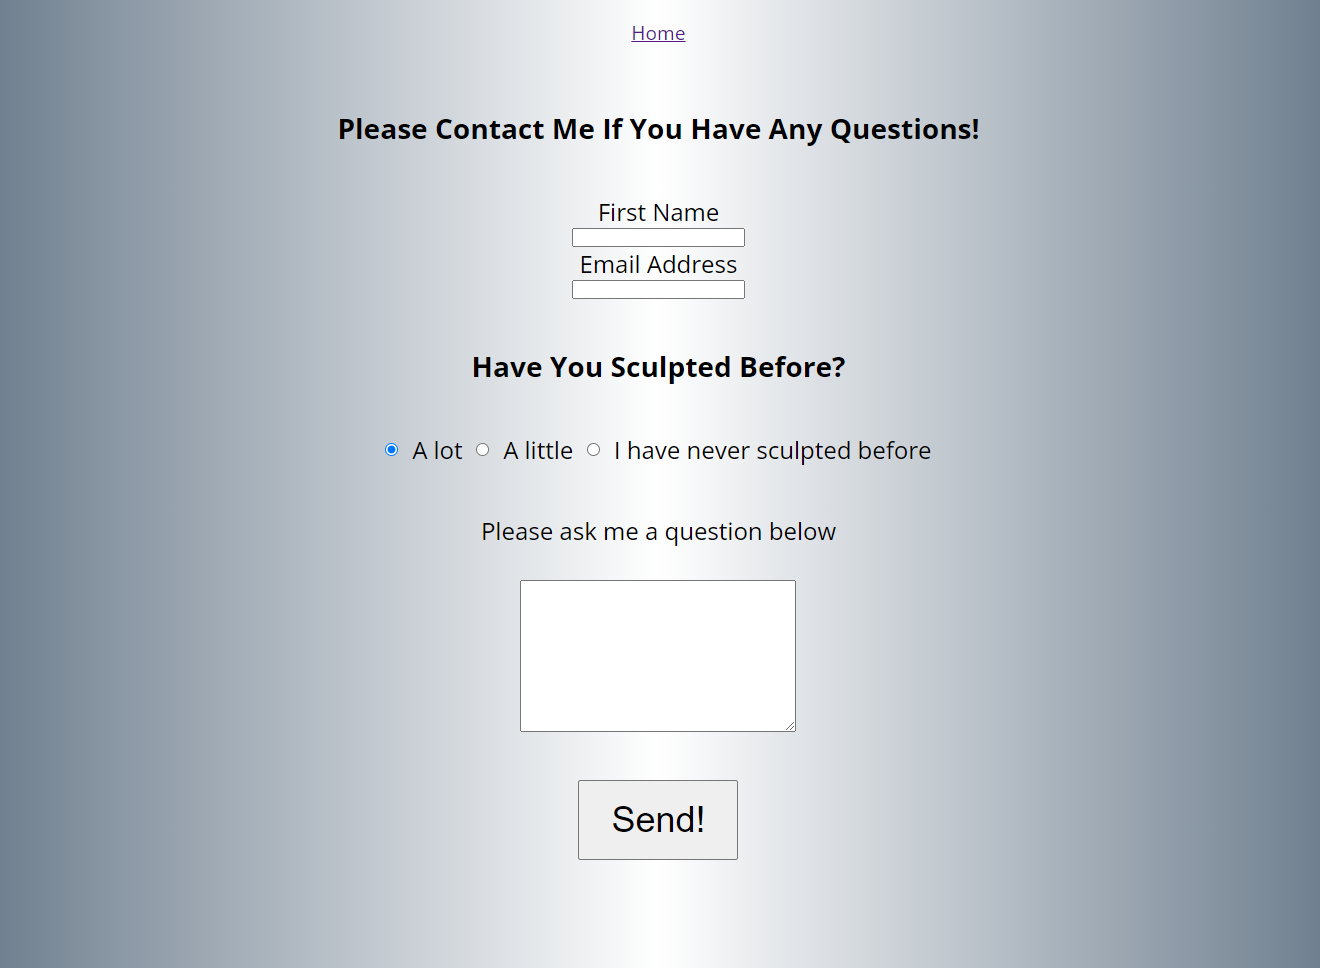 Home
Please Contact Me If You Have Any Questions!
First Name
Email Address
Have You Sculpted Before?
A lot A little I have never sculpted before
Please ask me a question below
Send!